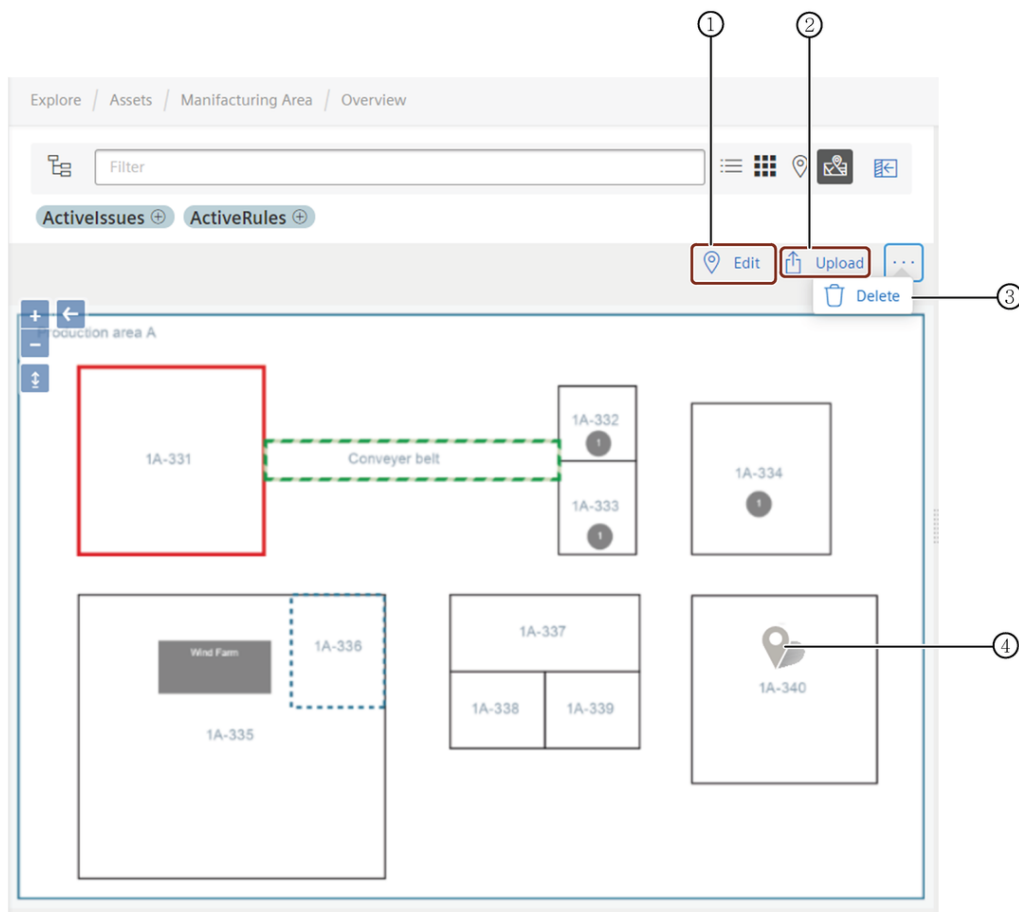 ① ②
Explore / Assets / Manifacturing Area / Overview
Filter
ActiveIssues ActiveRules
Edit Upload ...
Delete ③
+
−
Production area A
1A-331
Conveyer belt
1A-332
1
1A-333
1
1A-334
1
Wind Farm
1A-336
1A-335
1A-337
1A-338 1A-339
④
1A-340